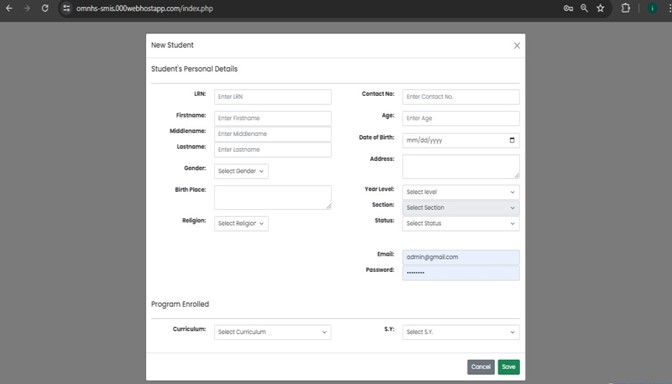 omnhs-smis.000webhostapp.com/index.php
New Student
Student's Personal Details
LRN: Enter LRN
Contact No: Enter Contact No.
Firstname: Enter Firstname
Age: Enter Age
Middlename: Enter Middlename
Date of Birth: mm/dd/yyyy
Lastname: Enter Lastname
Address:
Gender: Select Gender
Birth Place:
Year Level: Select level
Section: Select Section
Religion: Select Religior
Status: Select Status
Email: admin@gmail.com
Password: ••••••••
Program Enrolled
Curriculum: Select Curriculum
S.Y: Select S.Y.
Cancel Save